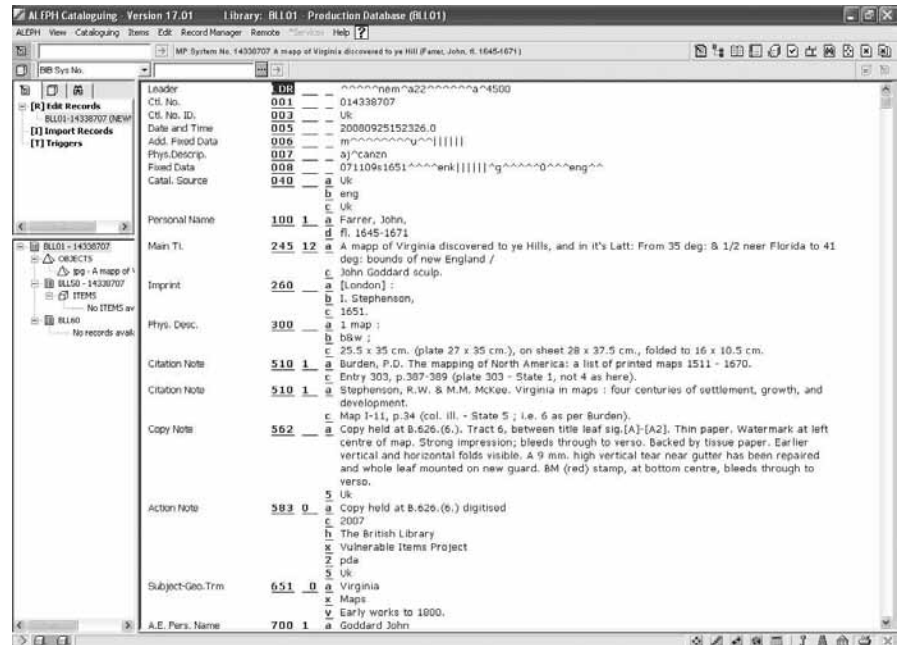 ALEPH Cataloguing - Version 17.01 Library: BLL01 - Production Database (BLL01)
ALEPH View Cataloguing Items Edit Record Manager Remote Services Help ?
MP System No. 14338707 A mapp of Virginia discovered to ye Hill (Farrer, John, fl. 1645-1671)
BIB Sys No.
[R] Edit Records
BLL01-14338707 (NEW
[I] Import Records
[T] Triggers
BLL01 - 14338707
OBJECTS
jpg - A mapp of V
BLL50 - 14338707
ITEMS
No ITEMS av
BLL60
No records avail
Leader LDR ^^^^^nem^a22^^^^^^^a^4500
Ctl. No. 001 014338707
Ctl. No. ID. 003 Uk
Date and Time 005 20080925152326.0
Add. Fixed Data 006 m^^^^^^^^u^^||||||
Phys.Descrip. 007 aj^canzn
Fixed Data 008 071109s1651^^^^enk||||||^g^^^^^0^^^eng^^
Catal. Source 040 a Uk
b eng
c Uk
Personal Name 100 1 a Farrer, John,
d fl. 1645-1671
Main Ti. 245 12 a A mapp of Virginia discovered to ye Hills, and in it's Latt: From 35 deg: & 1/2 neer Florida to 41
deg: bounds of new England /
c John Goddard sculp.
Imprint 260 a [London] :
b I. Stephenson,
c 1651.
Phys. Desc. 300 a 1 map :
b b&w ;
c 25.5 x 35 cm. (plate 27 x 35 cm.), on sheet 28 x 37.5 cm., folded to 16 x 10.5 cm.
Citation Note 510 1 a Burden, P.D. The mapping of North America: a list of printed maps 1511 - 1670.
c Entry 303, p.387-389 (plate 303 - State 1, not 4 as here).
Citation Note 510 1 a Stephenson, R.W. & M.M. McKee. Virginia in maps : four centuries of settlement, growth, and
development.
c Map I-11, p.34 (col. ill. - State 5 ; i.e. 6 as per Burden).
Copy Note 562 a Copy held at B.626.(6.). Tract 6, between title leaf sig.[A]-[A2]. Thin paper. Watermark at left
centre of map. Strong impression; bleeds through to verso. Backed by tissue paper. Earlier
vertical and horizontal folds visible. A 9 mm. high vertical tear near gutter has been repaired
and whole leaf mounted on new guard. BM (red) stamp, at bottom centre, bleeds through to
verso.
5 Uk
Action Note 583 0 a Copy held at B.626.(6.) digitised
c 2007
h The British Library
x Vulnerable Items Project
2 pda
5 Uk
Subject-Geo.Trm 651 0 a Virginia
x Maps
v Early works to 1800.
A.E. Pers. Name 700 1 a Goddard John